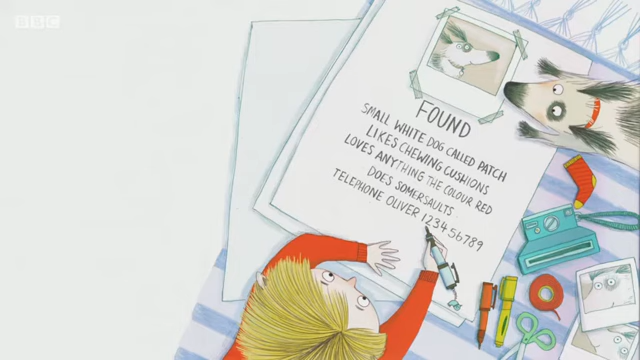 BBC
FOUND
SMALL WHITE DOG CALLED PATCH
LIKES CHEWING CUSHIONS
LOVES ANYTHING THE COLOUR RED
DOES SOMERSAULTS
TELEPHONE OLIVER 123456789